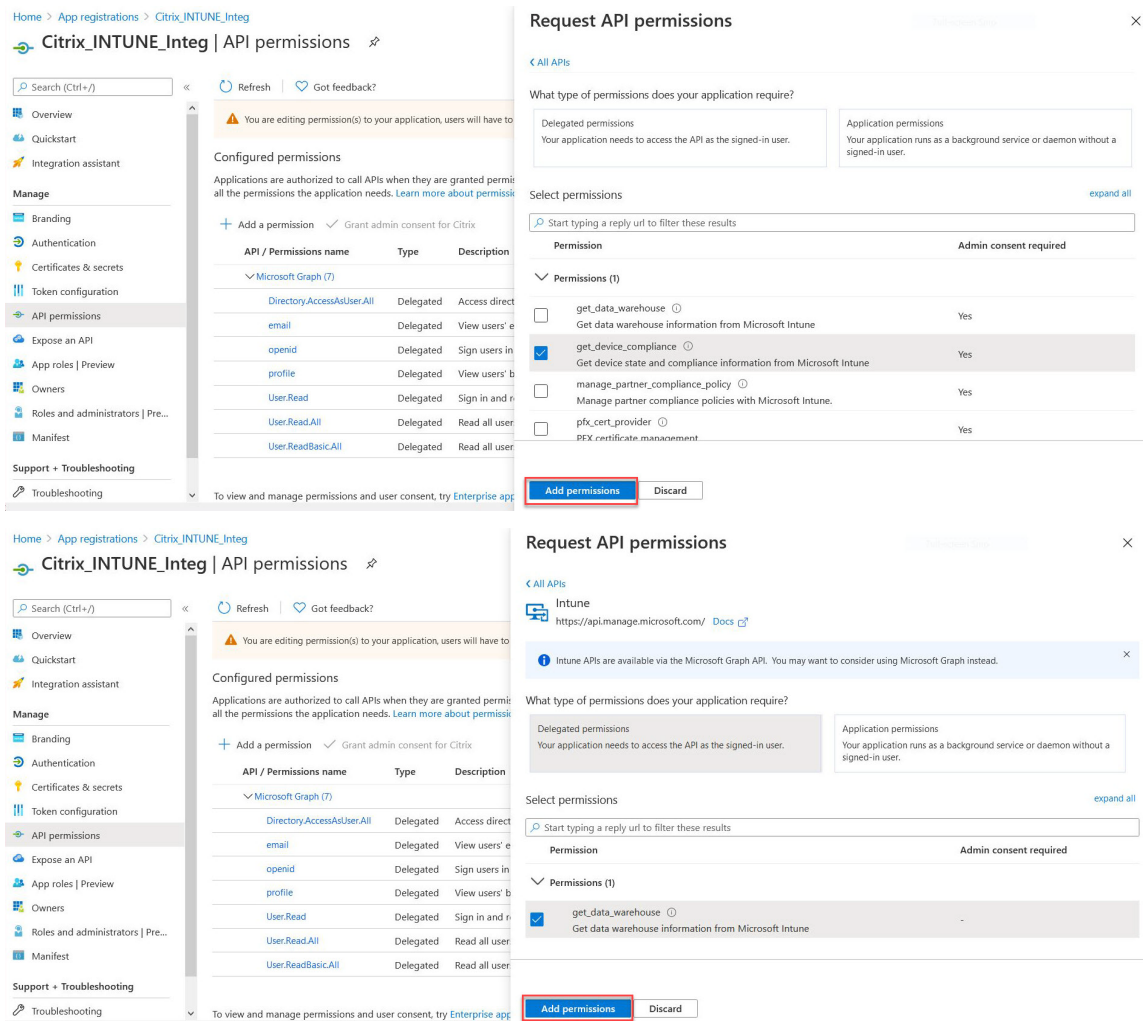 Home > App registrations > Citrix_INTUNE_Integ
Citrix_INTUNE_Integ | API permissions
Search (Ctrl+/)
Overview
Quickstart
Integration assistant
Manage
Branding
Authentication
Certificates & secrets
Token configuration
API permissions
Expose an API
App roles | Preview
Owners
Roles and administrators | Pre...
Manifest
Support + Troubleshooting
Troubleshooting
Refresh Got feedback?
You are editing permission(s) to your application, users will have to
Configured permissions
Applications are authorized to call APIs when they are granted permis
all the permissions the application needs. Learn more about permissio
Add a permission Grant admin consent for Citrix
API / Permissions name Type Description
Microsoft Graph (7)
Directory.AccessAsUser.All Delegated Access direct
email Delegated View users' e
openid Delegated Sign users in
profile Delegated View users' b
User.Read Delegated Sign in and r
User.Read.All Delegated Read all user
User.ReadBasic.All Delegated Read all user
To view and manage permissions and user consent, try Enterprise app
Request API permissions
All APIs
What type of permissions does your application require?
Delegated permissions
Your application needs to access the API as the signed-in user.
Application permissions
Your application runs as a background service or daemon without a
signed-in user.
Select permissions expand all
Start typing a reply url to filter these results
Permission Admin consent required
Permissions (1)
get_data_warehouse
Get data warehouse information from Microsoft Intune
Yes
get_device_compliance
Get device state and compliance information from Microsoft Intune
Yes
manage_partner_compliance_policy
Manage partner compliance policies with Microsoft Intune.
Yes
pfx_cert_provider
PFX certificate management
Yes
Add permissions Discard
Home > App registrations > Citrix_INTUNE_Integ
Citrix_INTUNE_Integ | API permissions
Search (Ctrl+/)
Overview
Quickstart
Integration assistant
Manage
Branding
Authentication
Certificates & secrets
Token configuration
API permissions
Expose an API
App roles | Preview
Owners
Roles and administrators | Pre...
Manifest
Support + Troubleshooting
Troubleshooting
Refresh Got feedback?
You are editing permission(s) to your application, users will have to
Configured permissions
Applications are authorized to call APIs when they are granted permis
all the permissions the application needs. Learn more about permissio
Add a permission Grant admin consent for Citrix
API / Permissions name Type Description
Microsoft Graph (7)
Directory.AccessAsUser.All Delegated Access direct
email Delegated View users' e
openid Delegated Sign users in
profile Delegated View users' b
User.Read Delegated Sign in and r
User.Read.All Delegated Read all user
User.ReadBasic.All Delegated Read all user
To view and manage permissions and user consent, try Enterprise app
Request API permissions
All APIs
Intune
https://api.manage.microsoft.com/ Docs
Intune APIs are available via the Microsoft Graph API. You may want to consider using Microsoft Graph instead.
What type of permissions does your application require?
Delegated permissions
Your application needs to access the API as the signed-in user.
Application permissions
Your application runs as a background service or daemon without a
signed-in user.
Select permissions expand all
Start typing a reply url to filter these results
Permission Admin consent required
Permissions (1)
get_data_warehouse
Get data warehouse information from Microsoft Intune
-
Add permissions Discard